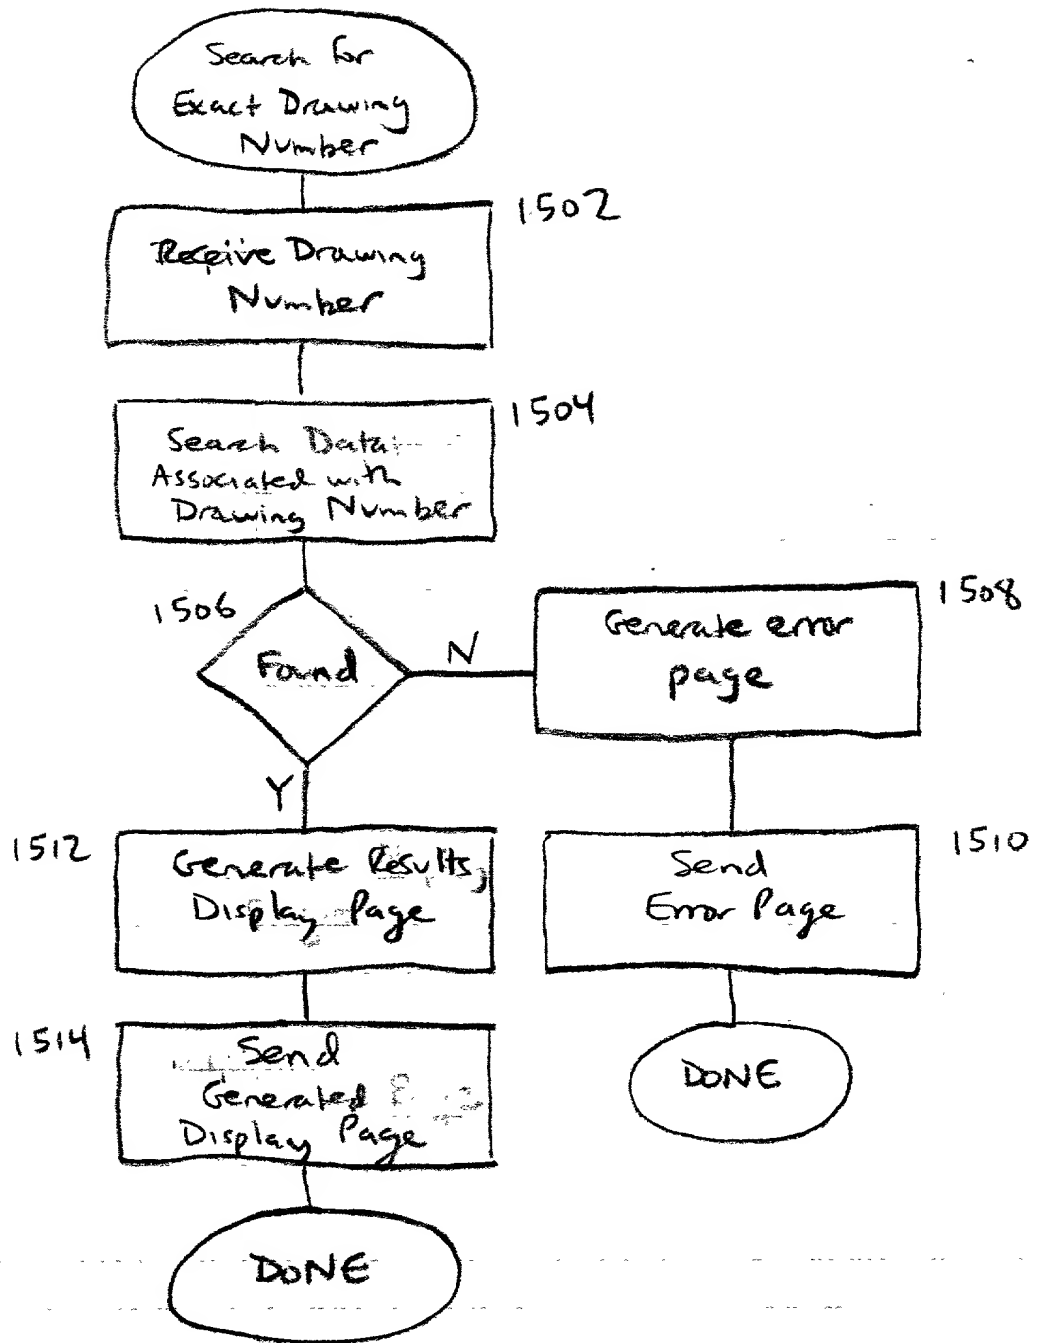 Search for
Exact Drawing
Number
1502
Receive Drawing
Number
1504
Search Data
Associated with
Drawing Number
1506
Found
N
1508
Generate error
page
Y
1512
Generate Results
Display Page
1510
Send
Error Page
1514
Send
Generated
Display Page
DONE
DONE